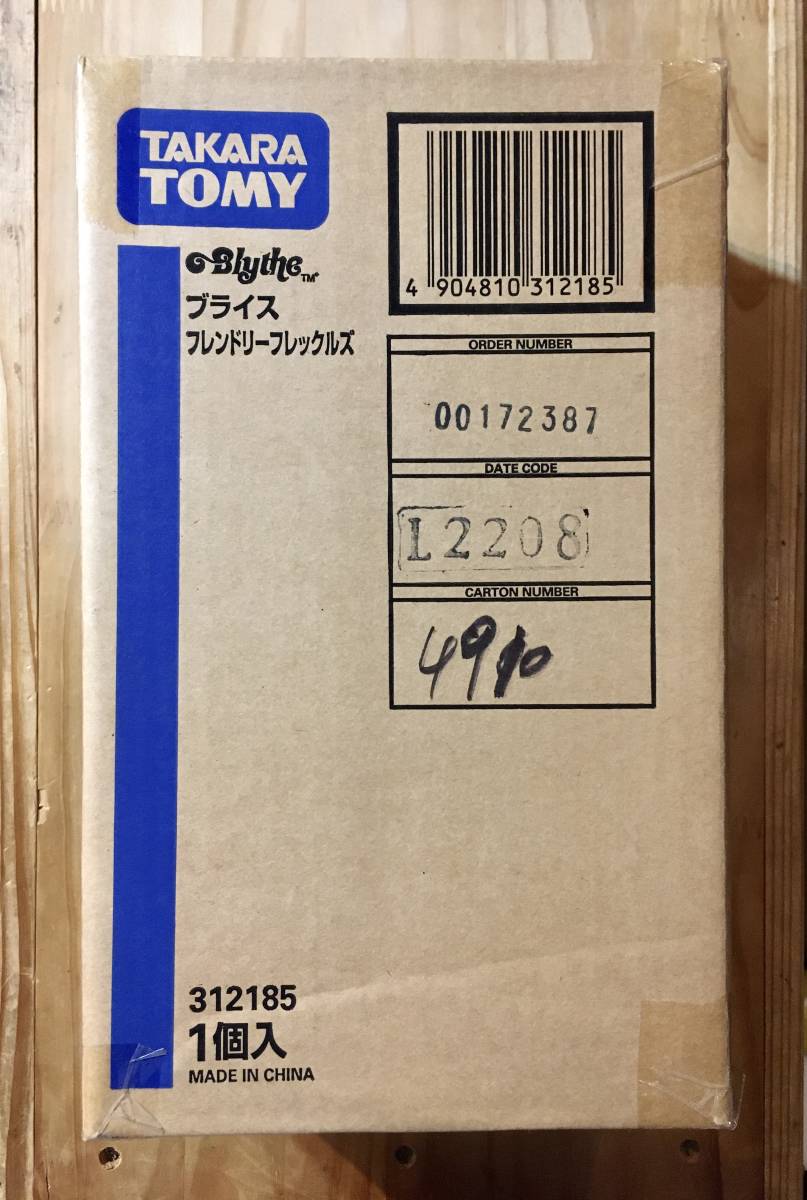 TAKARA
TOMY
Blythe™
ブライス
フレンドリーフレックルズ
4 904810 312185
ORDER NUMBER
00172387
DATE CODE
L2208
CARTON NUMBER
312185
1個入
MADE IN CHINA